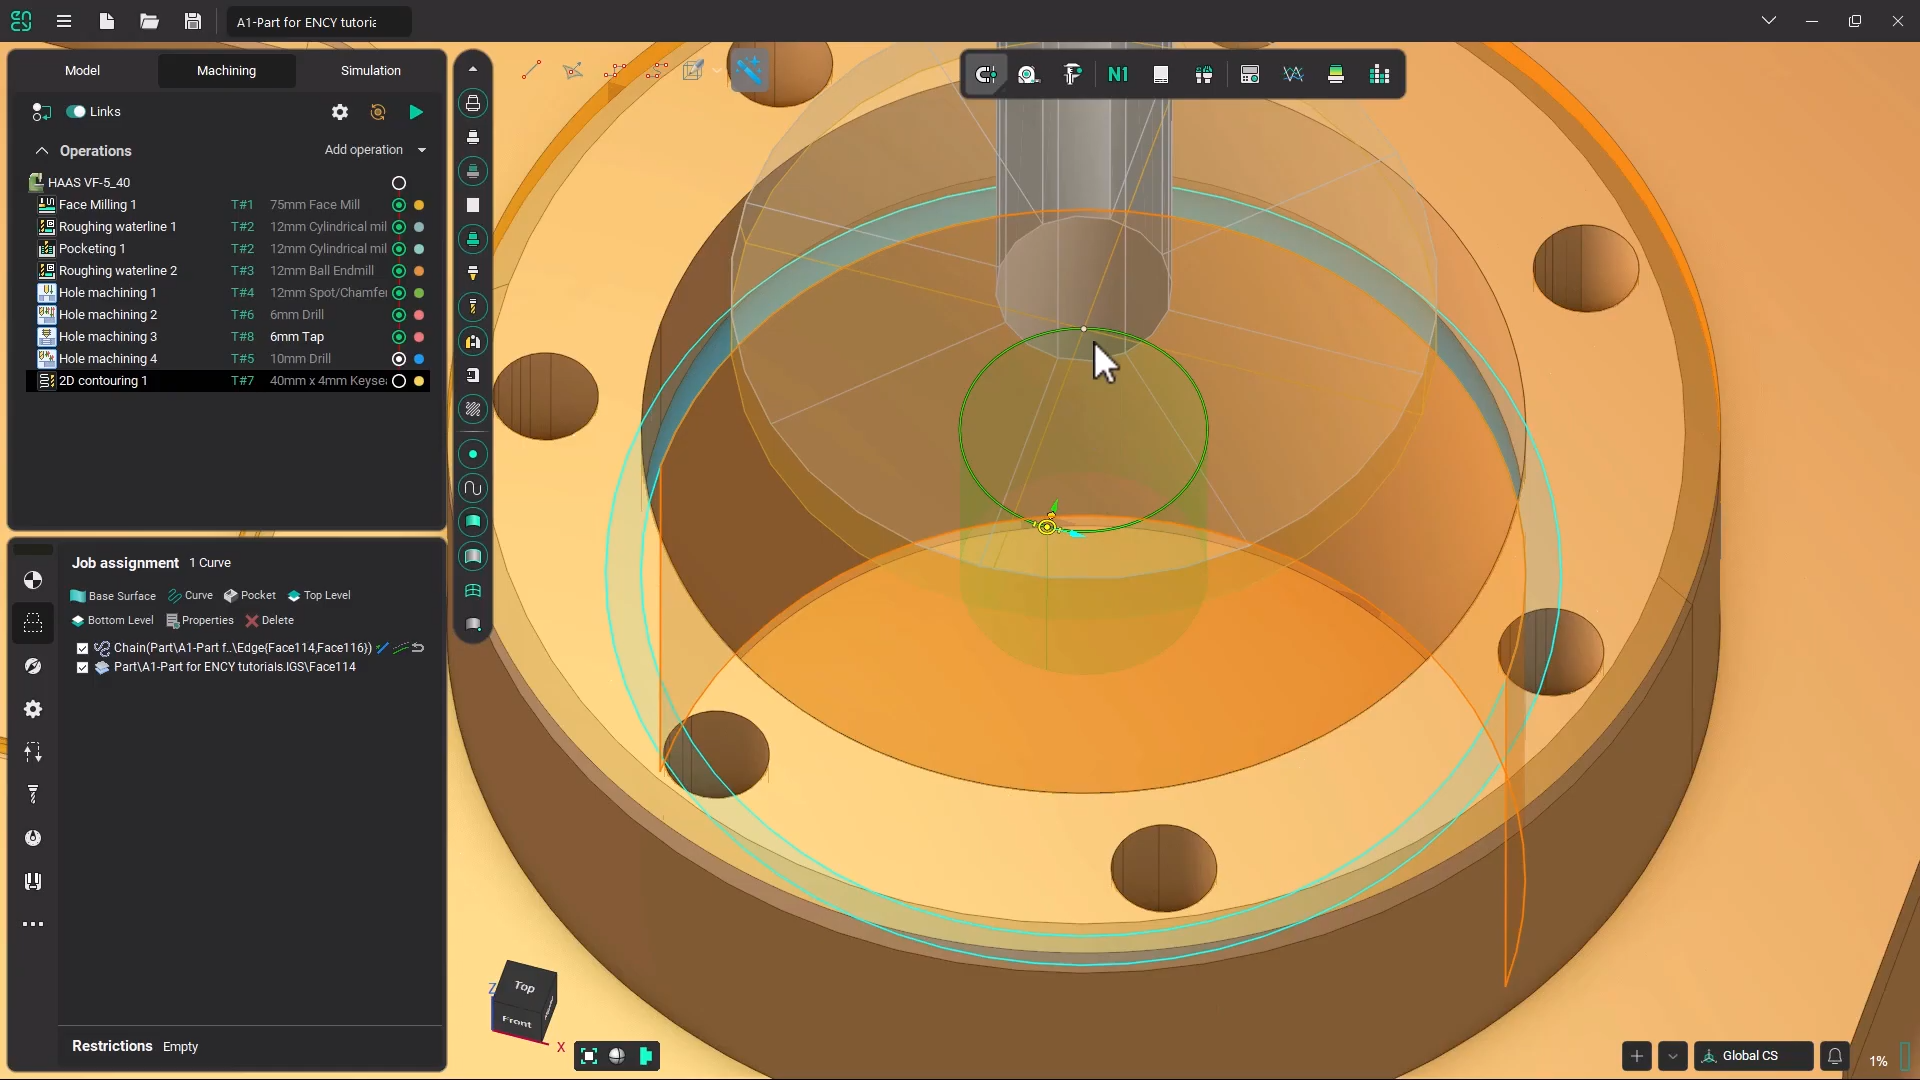 A1-Part for ENCY tutoria
Model
Machining
Simulation
N1
Links
Operations
Add operation
HAAS VF-5_40
Face Milling 1 T#1 75mm Face Mill
Roughing waterline 1 T#2 12mm Cylindrical mil
Pocketing 1 T#2 12mm Cylindrical mil
Roughing waterline 2 T#3 12mm Ball Endmill
Hole machining 1 T#4 12mm Spot/Chamfe
Hole machining 2 T#6 6mm Drill
Hole machining 3 T#8 6mm Tap
Hole machining 4 T#5 10mm Drill
2D contouring 1 T#7 40mm x 4mm Keysea
Job assignment 1 Curve
Base Surface Curve Pocket Top Level
Bottom Level Properties Delete
Chain(Part\A1-Part f..\Edge(Face114,Face116))
Part\A1-Part for ENCY tutorials.IGS\Face114
Restrictions Empty
Top
Z
Front
X
Global CS
1%